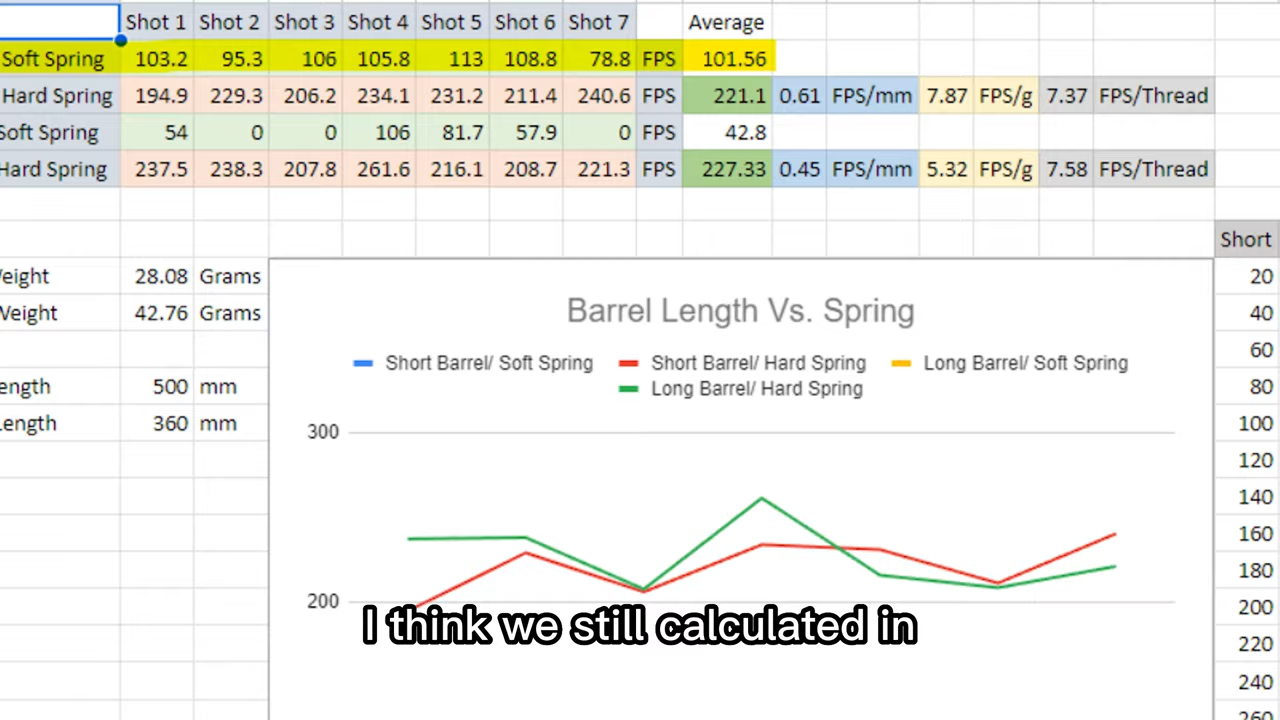 Shot 1 Shot 2 Shot 3 Shot 4 Shot 5 Shot 6 Shot 7 Average
Soft Spring 103.2 95.3 106 105.8 113 108.8 78.8 FPS 101.56
Hard Spring 194.9 229.3 206.2 234.1 231.2 211.4 240.6 FPS 221.1 0.61 FPS/mm 7.87 FPS/g 7.37 FPS/Thread
Soft Spring 54 0 0 106 81.7 57.9 0 FPS 42.8
Hard Spring 237.5 238.3 207.8 261.6 216.1 208.7 221.3 FPS 227.33 0.45 FPS/mm 5.32 FPS/g 7.58 FPS/Thread
Short
Weight 28.08 Grams
20
Weight 42.76 Grams
40
60
ength 500 mm
80
Length 360 mm
100
120
140
160
180
200
220
240
260
Barrel Length Vs. Spring
Short Barrel/ Soft Spring Short Barrel/ Hard Spring Long Barrel/ Soft Spring
Long Barrel/ Hard Spring
300
200
I think we still calculated in